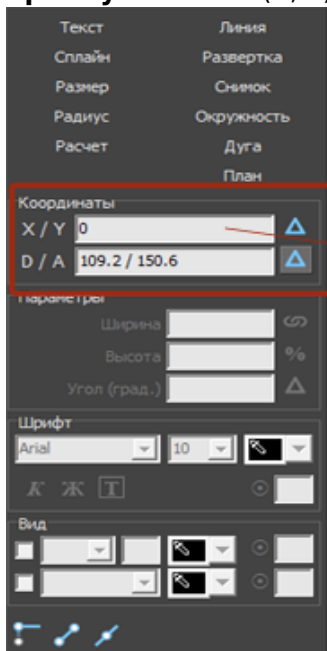 Текст Линия
Сплайн Развертка
Размер Снимок
Радиус Окружность
Расчет Дуга
План
Координаты
X / Y 0
D / A 109.2 / 150.6
Параметры
Ширина
Высота %
Угол (град.)
Шрифт
Arial 10
К Ж T
Вид